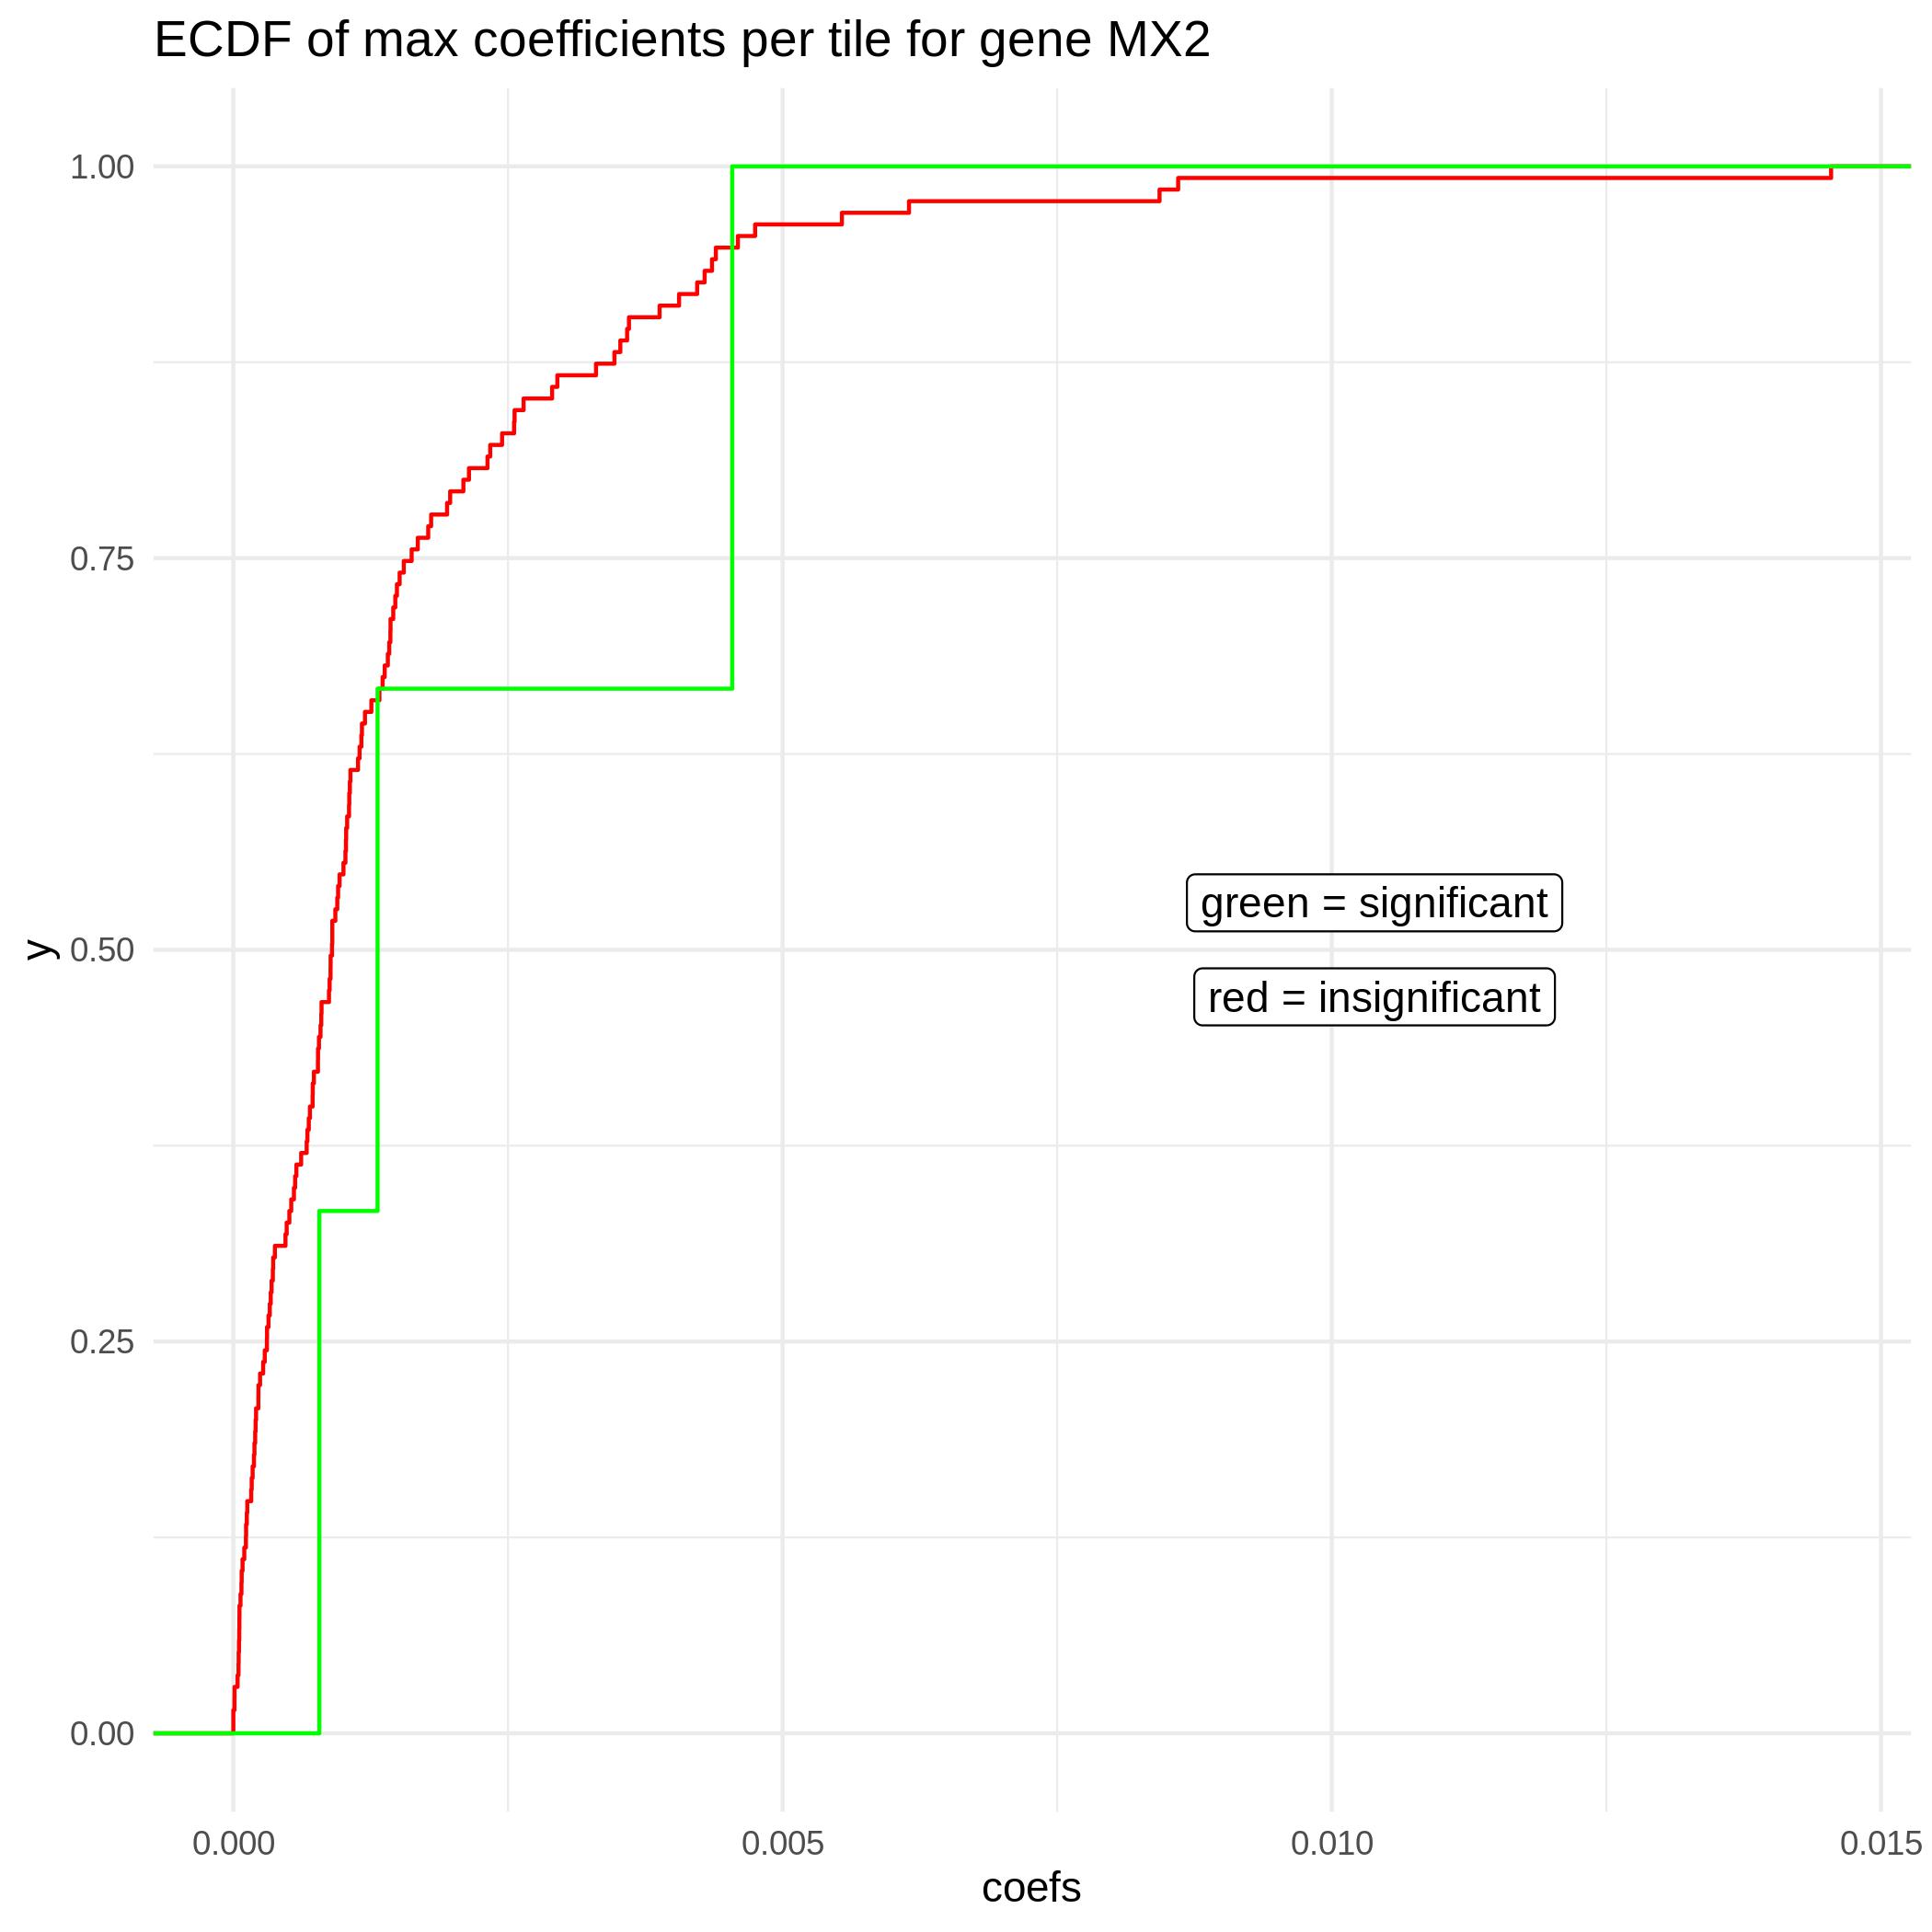 ECDF of max coefficients per tile for gene MX2
1.00
0.75
0.50
0.25
0.00
y
green = significant
red = insignificant
0.000 0.005 0.010 0.015
coefs